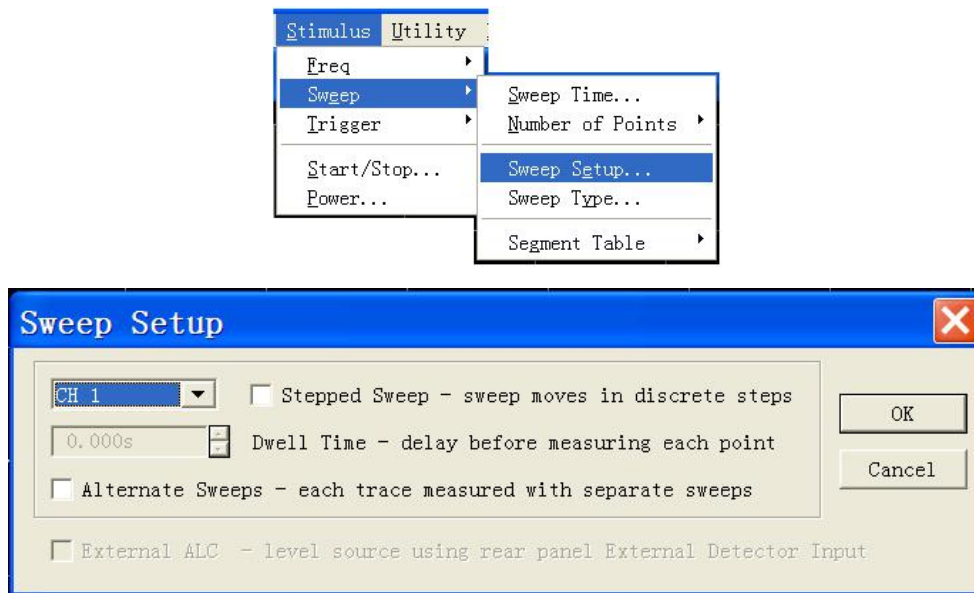 Stimulus Utility
Freq
Sweep
Trigger
Start/Stop...
Power...
Sweep Time...
Number of Points
Sweep Setup...
Sweep Type...
Segment Table
Sweep Setup
CH 1
Stepped Sweep - sweep moves in discrete steps
0.000s
Dwell Time - delay before measuring each point
Alternate Sweeps - each trace measured with separate sweeps
External ALC - level source using rear panel External Detector Input
OK
Cancel